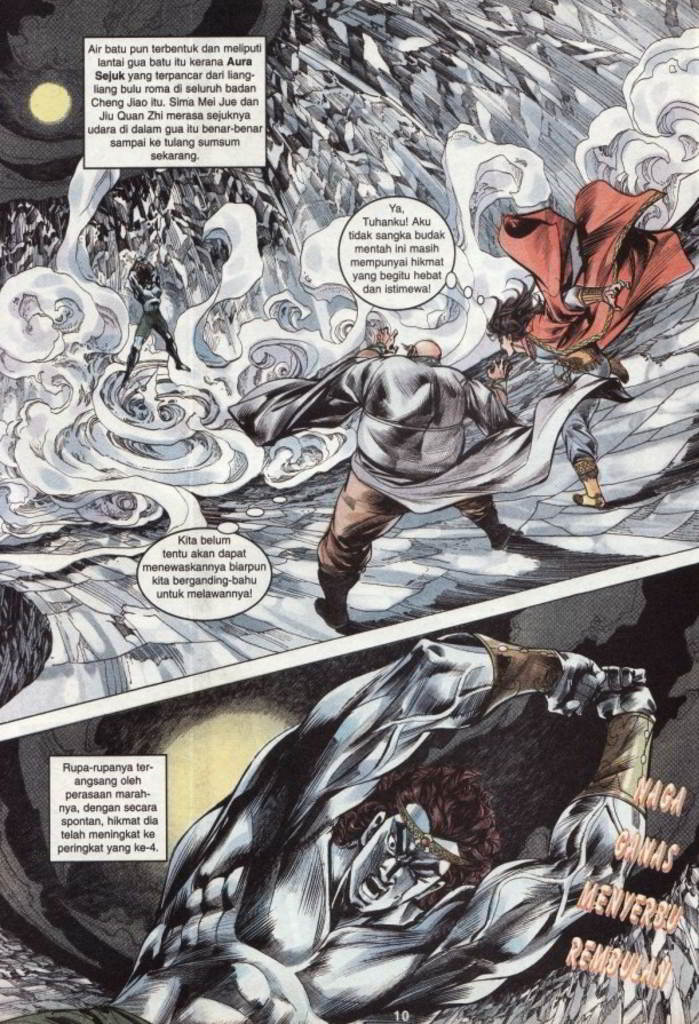 Air batu pun terbentuk dan meliputi
lantai gua batu itu kerana Aura
Sejuk yang terpancar dari liang-
liang bulu roma di seluruh badan
Cheng Jiao itu. Sima Mei Jue dan
Jiu Quan Zhi merasa sejuknya
udara di dalam gua itu benar-benar
sampai ke tulang sumsum
sekarang.
Ya,
Tuhanku! Aku
tidak sangka budak
mentah ini masih
mempunyai hikmat
yang begitu hebat
dan istimewa!
Kita belum
tentu akan dapat
menewaskannya biarpun
kita berganding-bahu
untuk melawannya!
Rupa-rupanya ter-
angsang oleh
perasaan marah-
nya, dengan secara
spontan, hikmat dia
telah meningkat ke
peringkat yang ke-4.
NAGA
GANAS
MENYERBU
REMBULAN
10